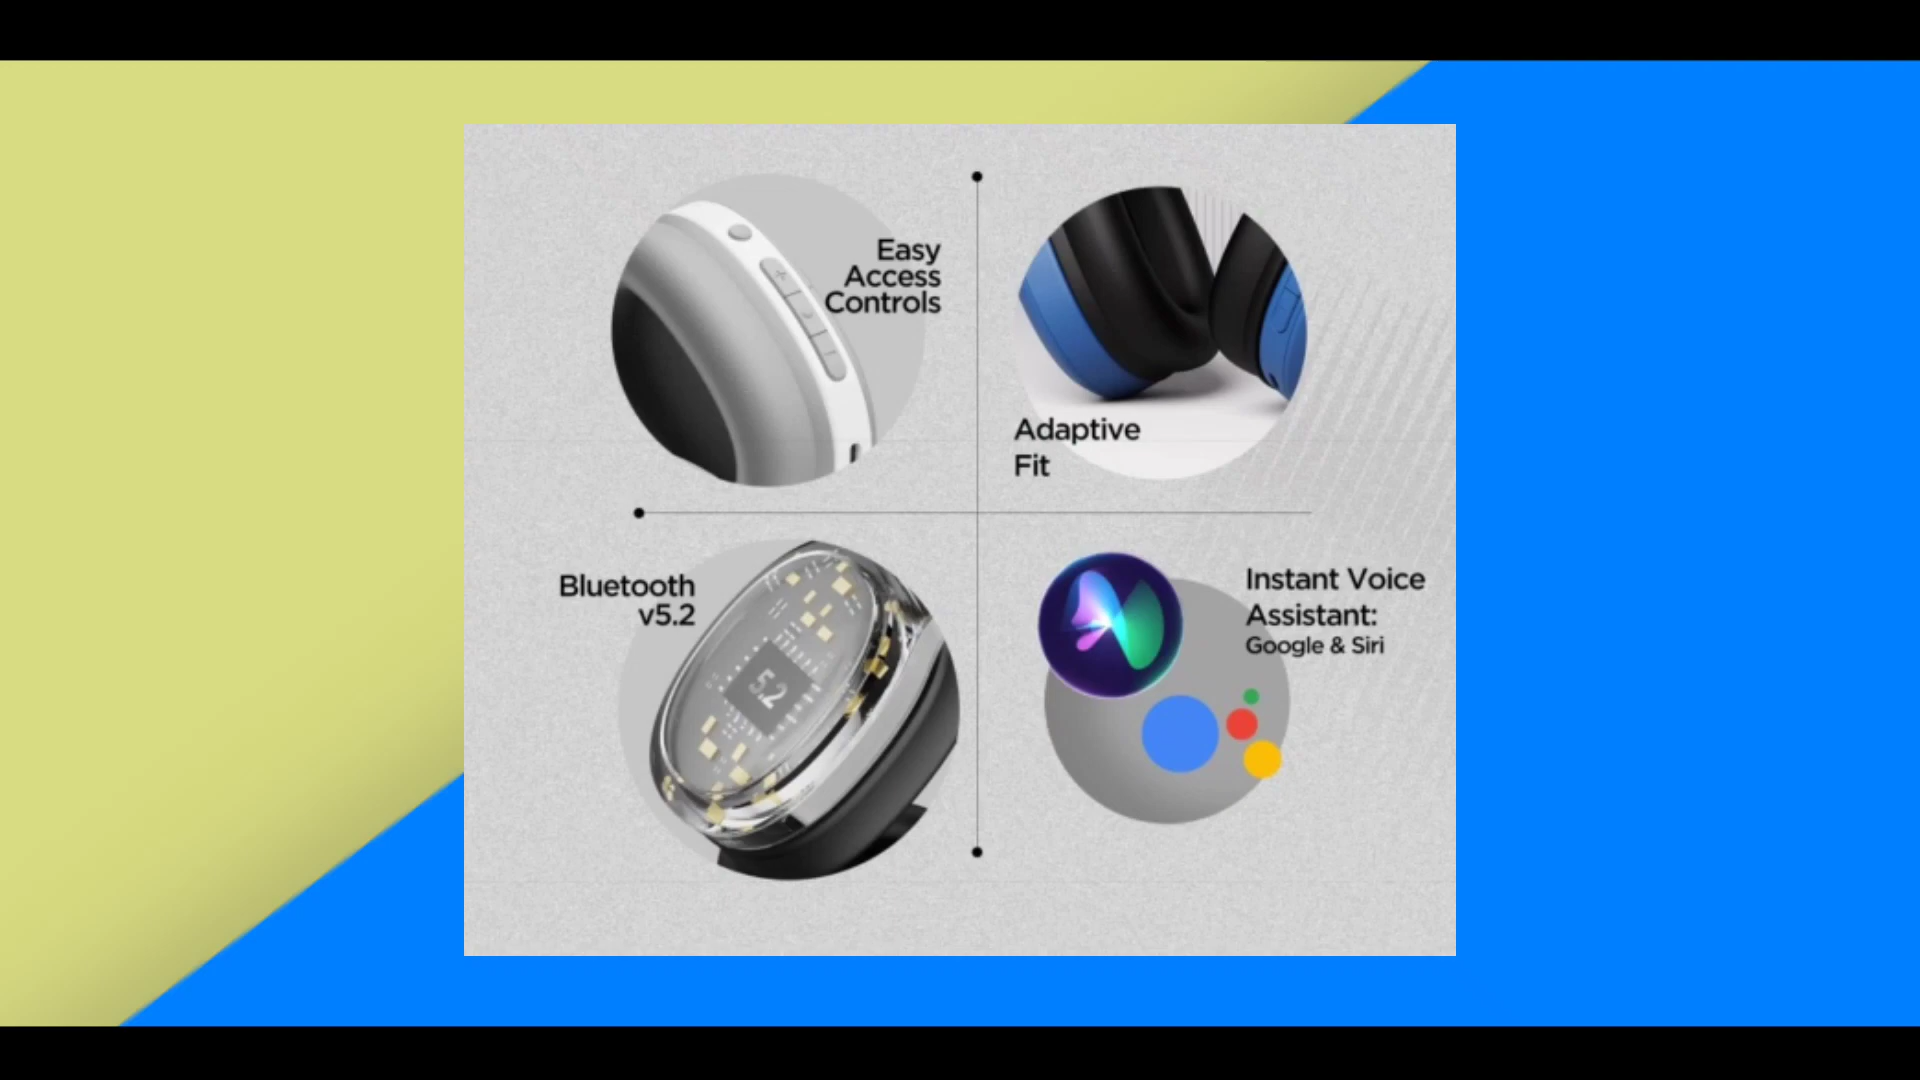 Easy
Access
Controls
Adaptive
Fit
Bluetooth
v5.2
5.2
Instant Voice
Assistant:
Google & Siri